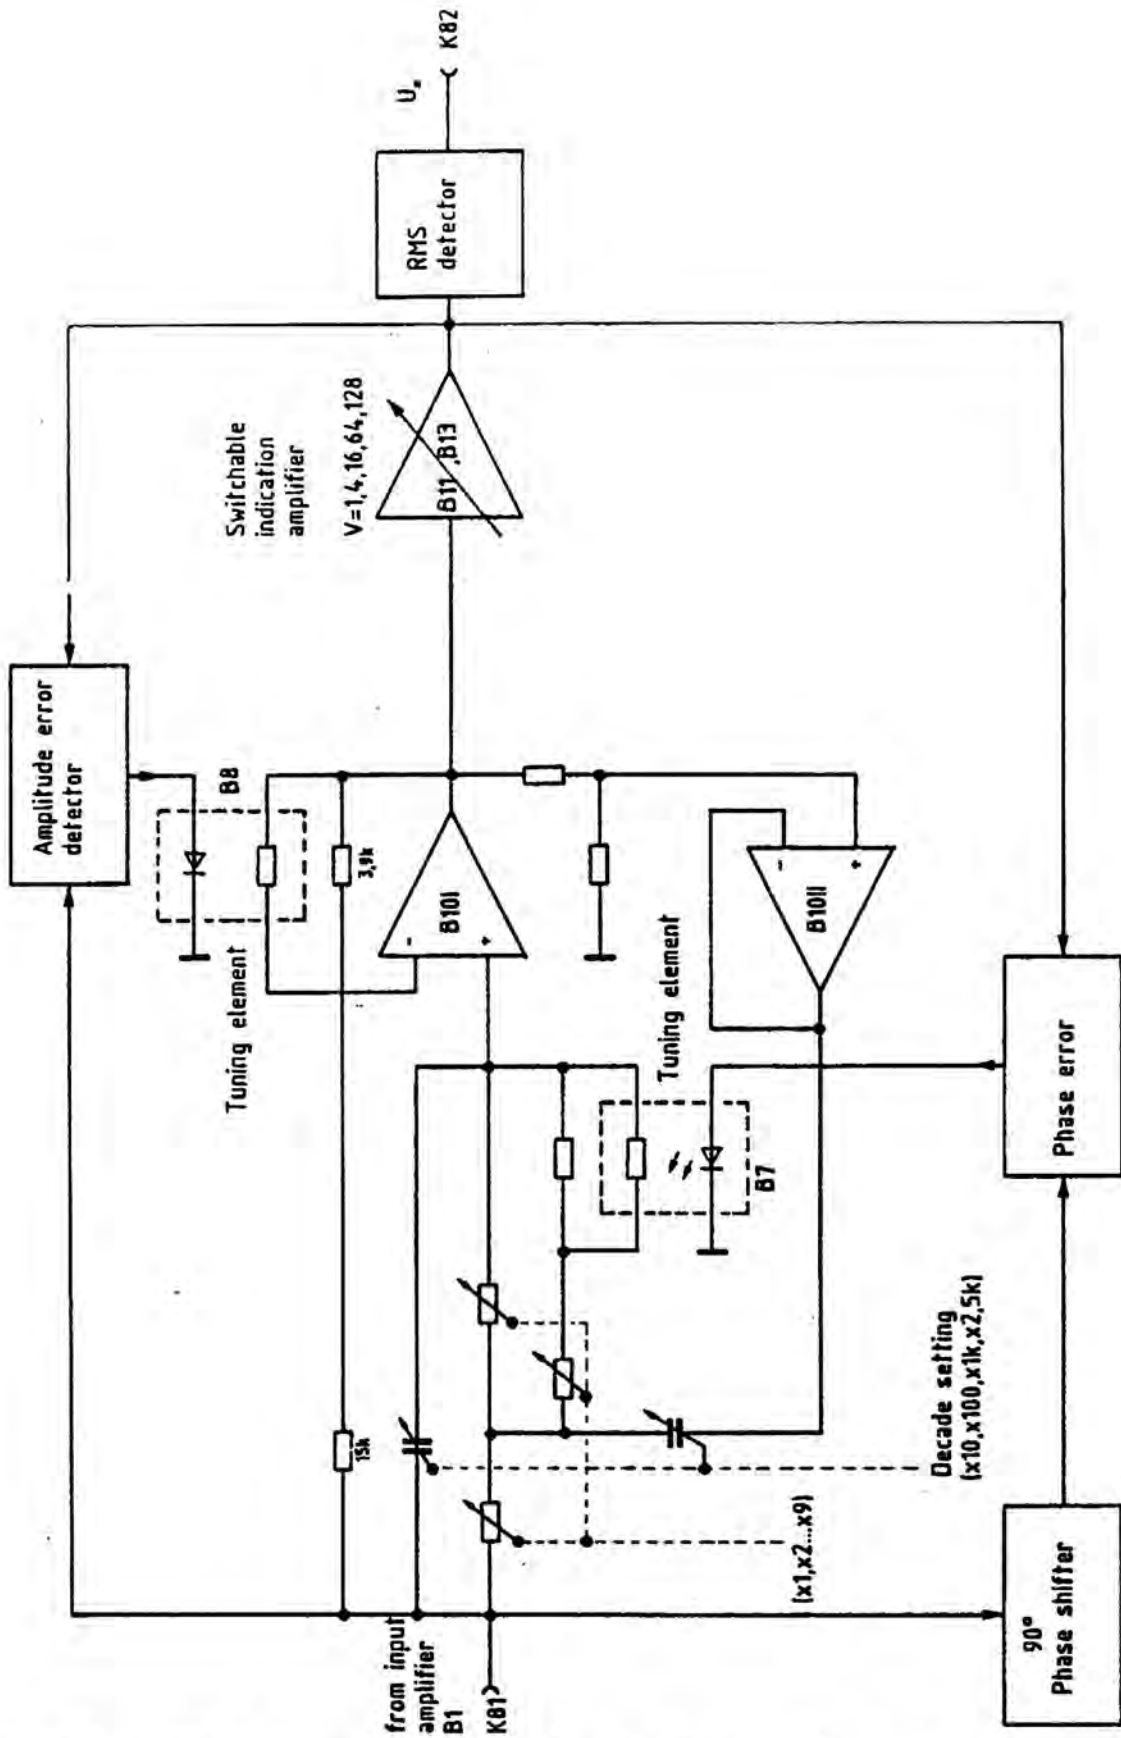 Amplitude error
detector
Tuning element
B8
3,9k
15k
from input
amplifier
B1
K81
B10I
-
+
Switchable
indication
amplifier
V=1,4,16,64,128
B11,B13
RMS
detector
U=
K82
Tuning element
B7
B10II
-
+
(x1,x2...x9)
Decade setting
(x10,x100,x1k,x2,5k)
90°
Phase shifter
Phase error